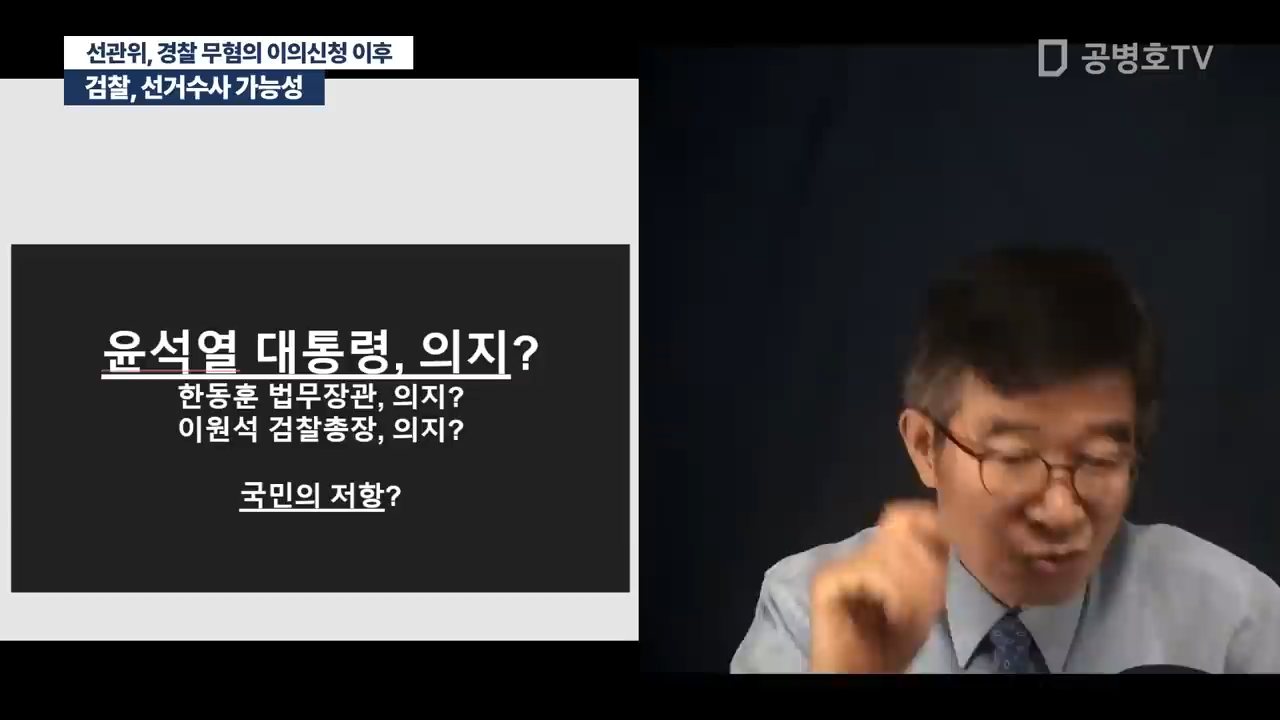 선관위, 경찰 무혐의 이의신청 이후
검찰, 선거수사 가능성
공병호TV
윤석열 대통령, 의지?
한동훈 법무장관, 의지?
이원석 검찰총장, 의지?
국민의 저항?